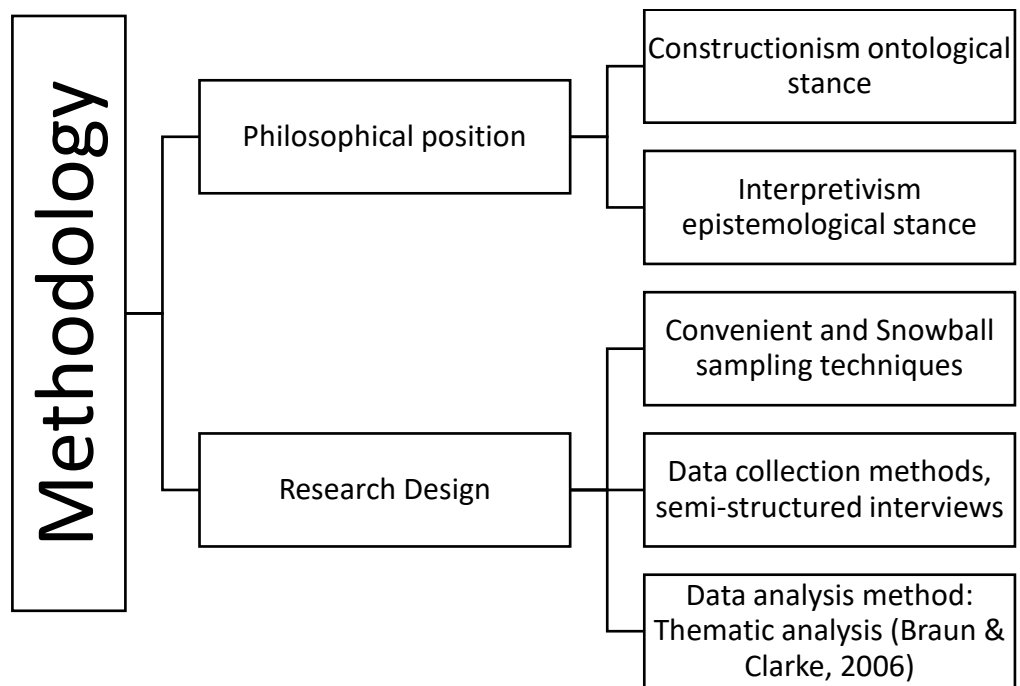 Methodology
Philosophical position
Constructionism ontological
stance
Interpretivism
epistemological stance
Research Design
Convenient and Snowball
sampling techniques
Data collection methods,
semi-structured interviews
Data analysis method:
Thematic analysis (Braun &
Clarke, 2006)